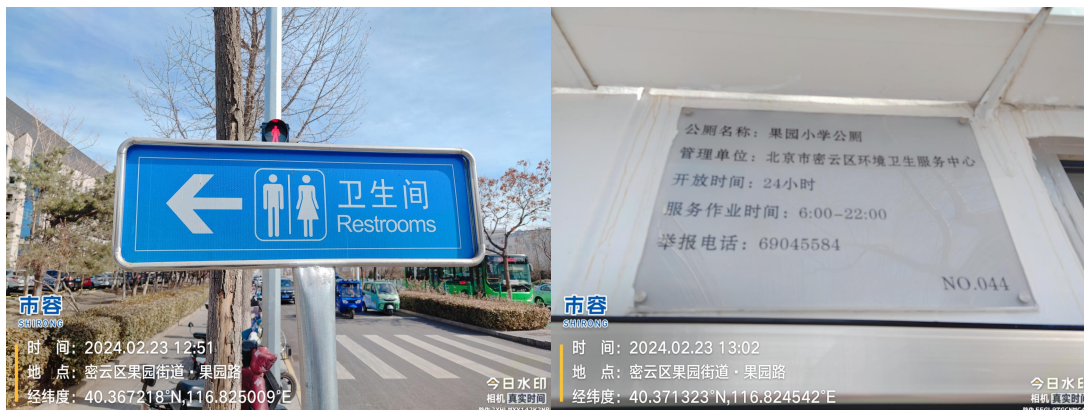 卫生间
Restrooms
市容
SHIRONG
时 间：2024.02.23 12:51
地 点：密云区果园街道·果园路
经纬度：40.367218°N,116.825009°E
今日水印
相机 真实时间
公厕名称：果园小学公厕
管理单位：北京市密云区环境卫生服务中心
开放时间：24小时
服务作业时间：6:00-22:00
举报电话：69045584
NO.044
市容
SHIRONG
时 间：2024.02.23 13:02
地 点：密云区果园街道·果园路
经纬度：40.371323°N,116.824542°E
今日水印
相机 真实时间